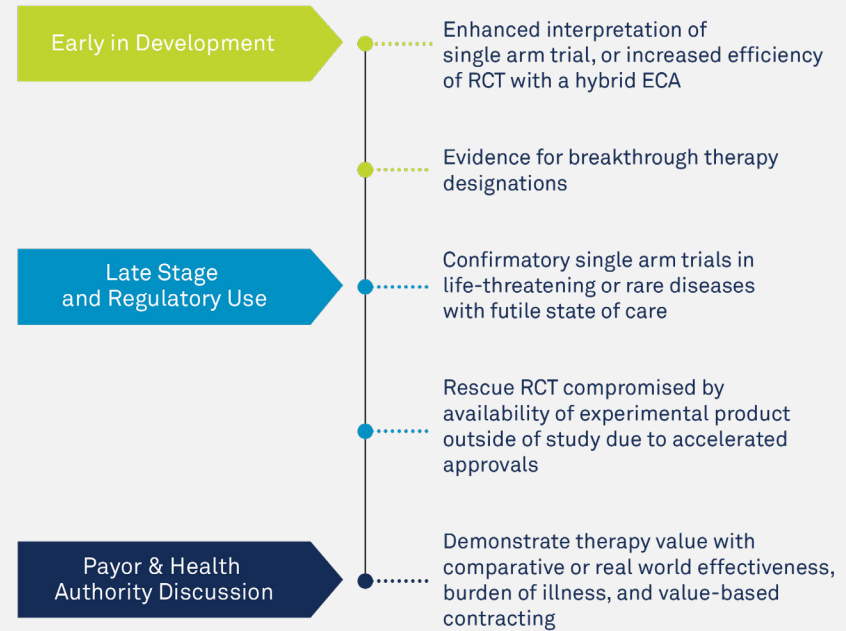 Early in Development
Enhanced interpretation of
single arm trial, or increased efficiency
of RCT with a hybrid ECA
Evidence for breakthrough therapy
designations
Late Stage
and Regulatory Use
Confirmatory single arm trials in
life-threatening or rare diseases
with futile state of care
Rescue RCT compromised by
availability of experimental product
outside of study due to accelerated
approvals
Payor & Health
Authority Discussion
Demonstrate therapy value with
comparative or real world effectiveness,
burden of illness, and value-based
contracting